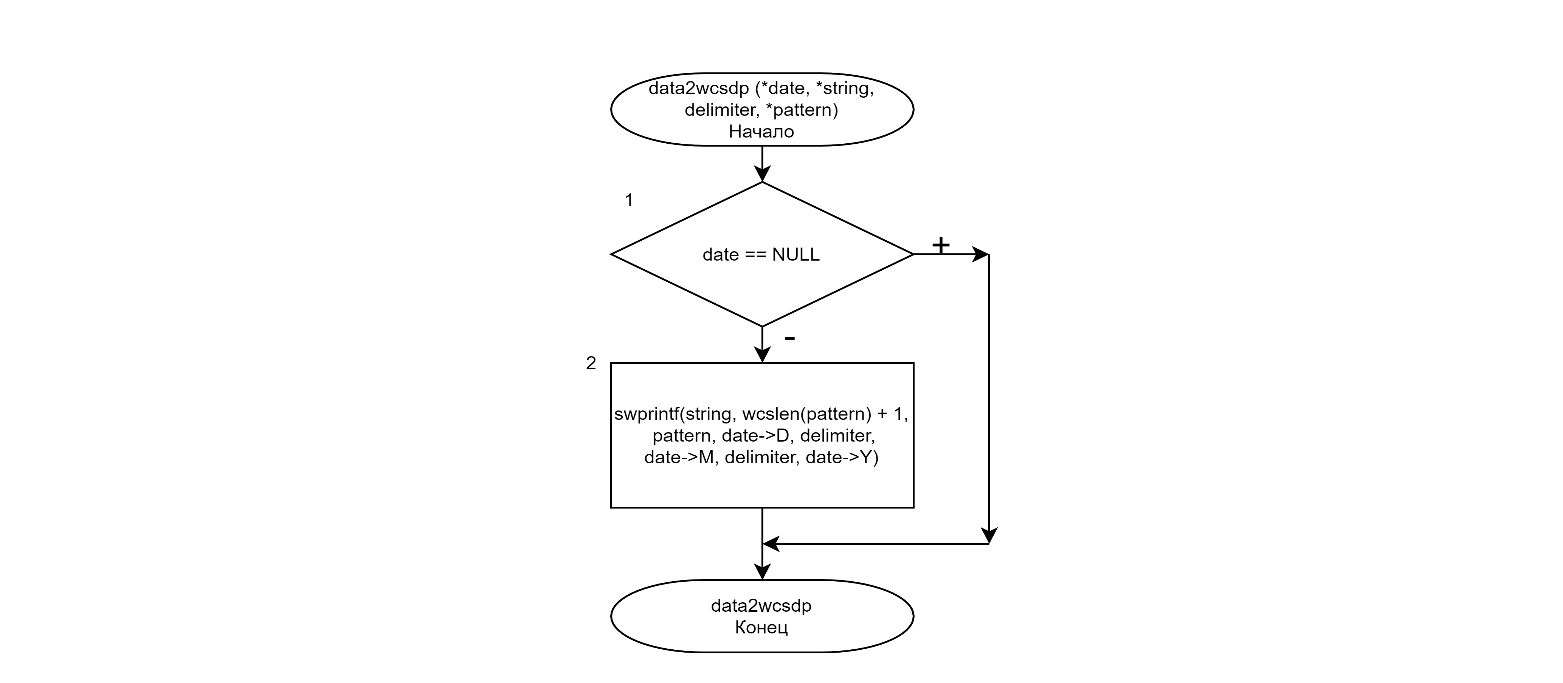 data2wcsdp (*date, *string,
delimiter, *pattern)
Начало
1
date == NULL
+
-
2
swprintf(string, wcslen(pattern) + 1,
pattern, date->D, delimiter,
date->M, delimiter, date->Y)
data2wcsdp
Конец